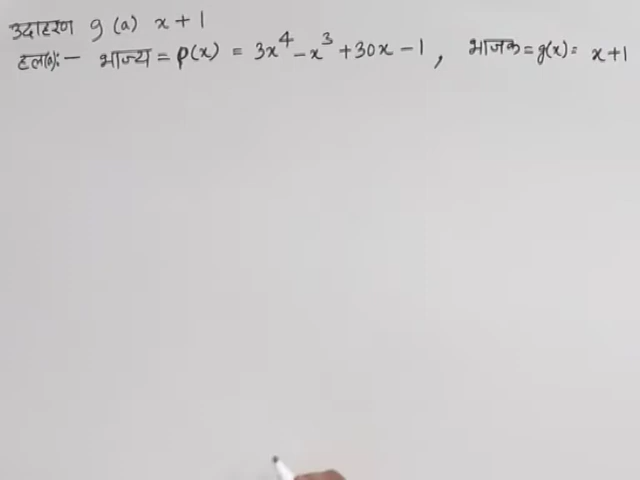 उदाहरण 9 (a) x + 1
हल(a):- भाज्य = p(x) = 3x⁴ - x³ + 30x - 1 , भाजक = g(x) = x + 1